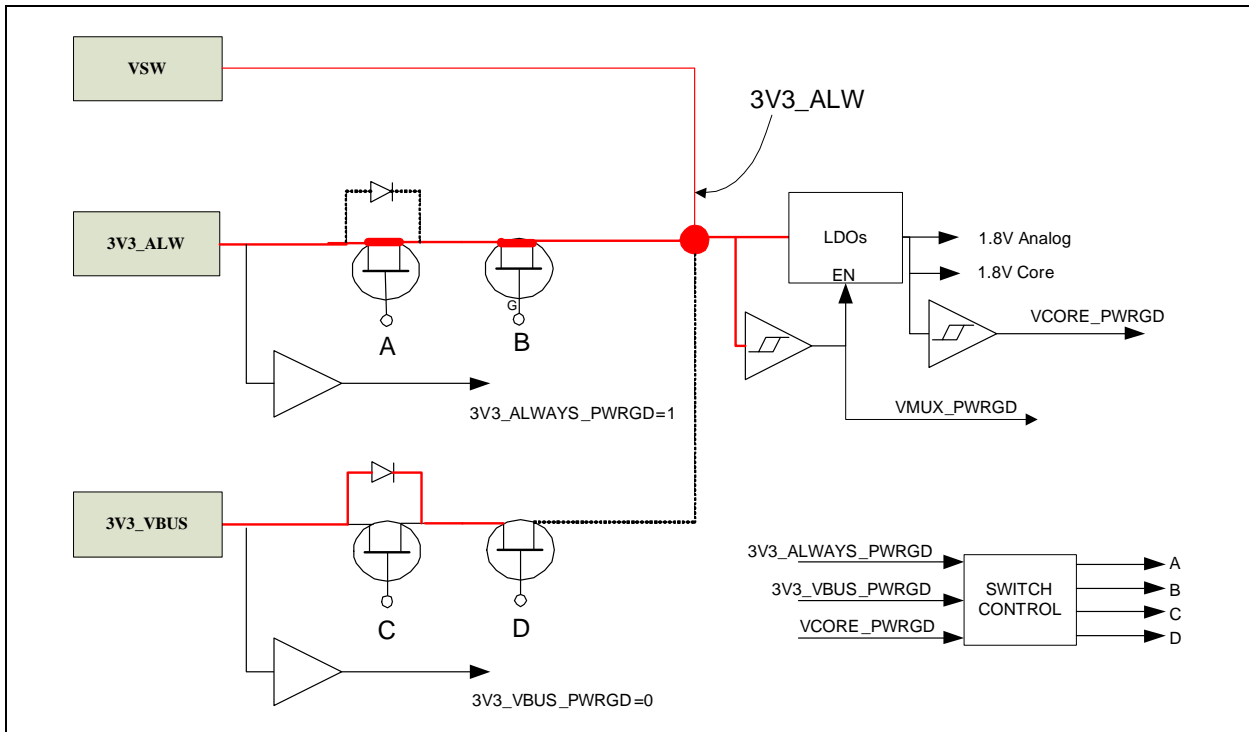 VSW
3V3_ALW
3V3_ALW
LDOs
EN
1.8V Analog
1.8V Core
VCORE_PWRGD
G
A
B
3V3_ALWAYS_PWRGD=1
VMUX_PWRGD
3V3_VBUS
C
D
3V3_VBUS_PWRGD=0
3V3_ALWAYS_PWRGD
3V3_VBUS_PWRGD
VCORE_PWRGD
SWITCH
CONTROL
A
B
C
D